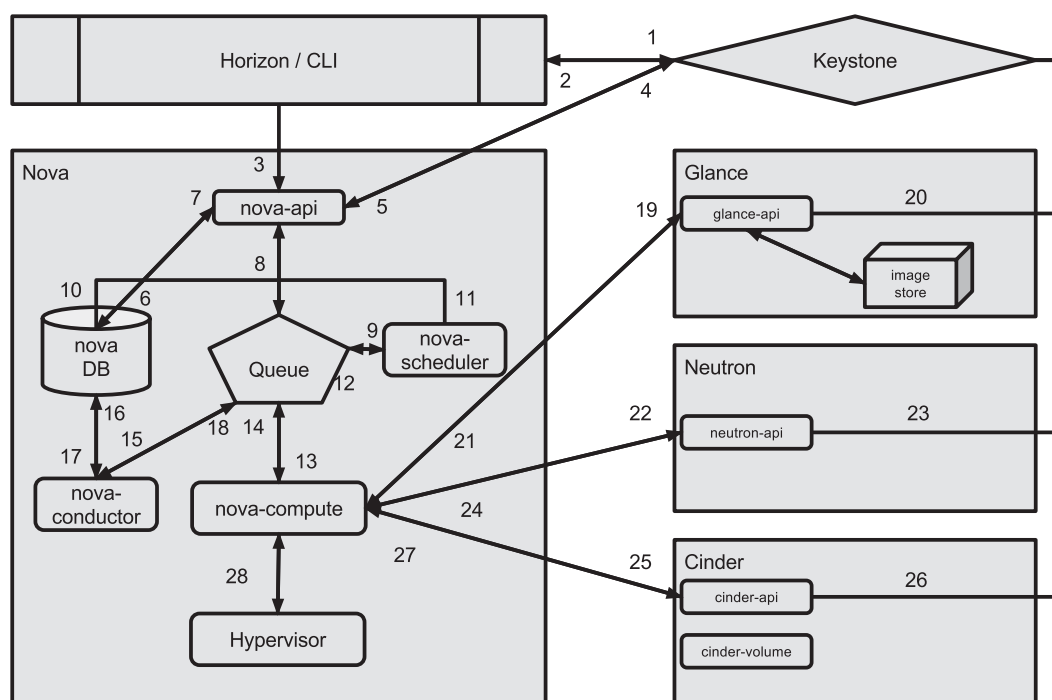 Horizon / CLI
1
2
4
Keystone
Nova
3
7
nova-api
5
8
10
6
11
nova
DB
9
nova-
scheduler
Queue
12
16
15
18
14
17
13
nova-
conductor
nova-compute
28
Hypervisor
Glance
19
glance-api
20
image
store
Neutron
22
neutron-api
23
21
24
27
Cinder
25
cinder-api
26
cinder-volume